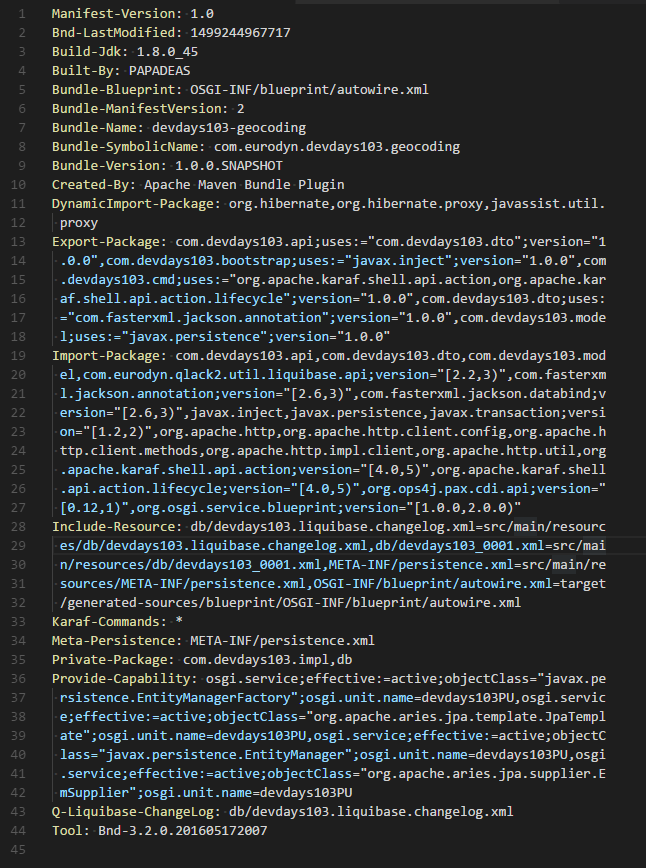 1 Manifest-Version: 1.0
2 Bnd-LastModified: 1499244967717
3 Build-Jdk: 1.8.0_45
4 Built-By: PAPADEAS
5 Bundle-Blueprint: OSGI-INF/blueprint/autowire.xml
6 Bundle-ManifestVersion: 2
7 Bundle-Name: devdays103-geocoding
8 Bundle-SymbolicName: com.eurodyn.devdays103.geocoding
9 Bundle-Version: 1.0.0.SNAPSHOT
10 Created-By: Apache Maven Bundle Plugin
11 DynamicImport-Package: org.hibernate,org.hibernate.proxy,javassist.util.
12 proxy
13 Export-Package: com.devdays103.api;uses:="com.devdays103.dto";version="1
14 .0.0",com.devdays103.bootstrap;uses:="javax.inject";version="1.0.0",com
15 .devdays103.cmd;uses:="org.apache.karaf.shell.api.action,org.apache.kar
16 af.shell.api.action.lifecycle";version="1.0.0",com.devdays103.dto;uses:
17 ="com.fasterxml.jackson.annotation";version="1.0.0",com.devdays103.mode
18 l;uses:="javax.persistence";version="1.0.0"
19 Import-Package: com.devdays103.api,com.devdays103.dto,com.devdays103.mod
20 el,com.eurodyn.qlack2.util.liquibase.api;version="[2.2,3)",com.fasterxm
21 l.jackson.annotation;version="[2.6,3)",com.fasterxml.jackson.databind;v
22 ersion="[2.6,3)",javax.inject,javax.persistence,javax.transaction;versi
23 on="[1.2,2)",org.apache.http,org.apache.http.client.config,org.apache.h
24 ttp.client.methods,org.apache.http.impl.client,org.apache.http.util,org
25 .apache.karaf.shell.api.action;version="[4.0,5)",org.apache.karaf.shell
26 .api.action.lifecycle;version="[4.0,5)",org.ops4j.pax.cdi.api;version="
27 [0.12,1)",org.osgi.service.blueprint;version="[1.0.0,2.0.0)"
28 Include-Resource: db/devdays103.liquibase.changelog.xml=src/main/resourc
29 es/db/devdays103.liquibase.changelog.xml,db/devdays103_0001.xml=src/mai
30 n/resources/db/devdays103_0001.xml,META-INF/persistence.xml=src/main/re
31 sources/META-INF/persistence.xml,OSGI-INF/blueprint/autowire.xml=target
32 /generated-sources/blueprint/OSGI-INF/blueprint/autowire.xml
33 Karaf-Commands: *
34 Meta-Persistence: META-INF/persistence.xml
35 Private-Package: com.devdays103.impl,db
36 Provide-Capability: osgi.service;effective:=active;objectClass="javax.pe
37 rsistence.EntityManagerFactory";osgi.unit.name=devdays103PU,osgi.servic
38 e;effective:=active;objectClass="org.apache.aries.jpa.template.JpaTempl
39 ate";osgi.unit.name=devdays103PU,osgi.service;effective:=active;objectC
40 lass="javax.persistence.EntityManager";osgi.unit.name=devdays103PU,osgi
41 .service;effective:=active;objectClass="org.apache.aries.jpa.supplier.E
42 mSupplier";osgi.unit.name=devdays103PU
43 Q-Liquibase-ChangeLog: db/devdays103.liquibase.changelog.xml
44 Tool: Bnd-3.2.0.201605172007
45